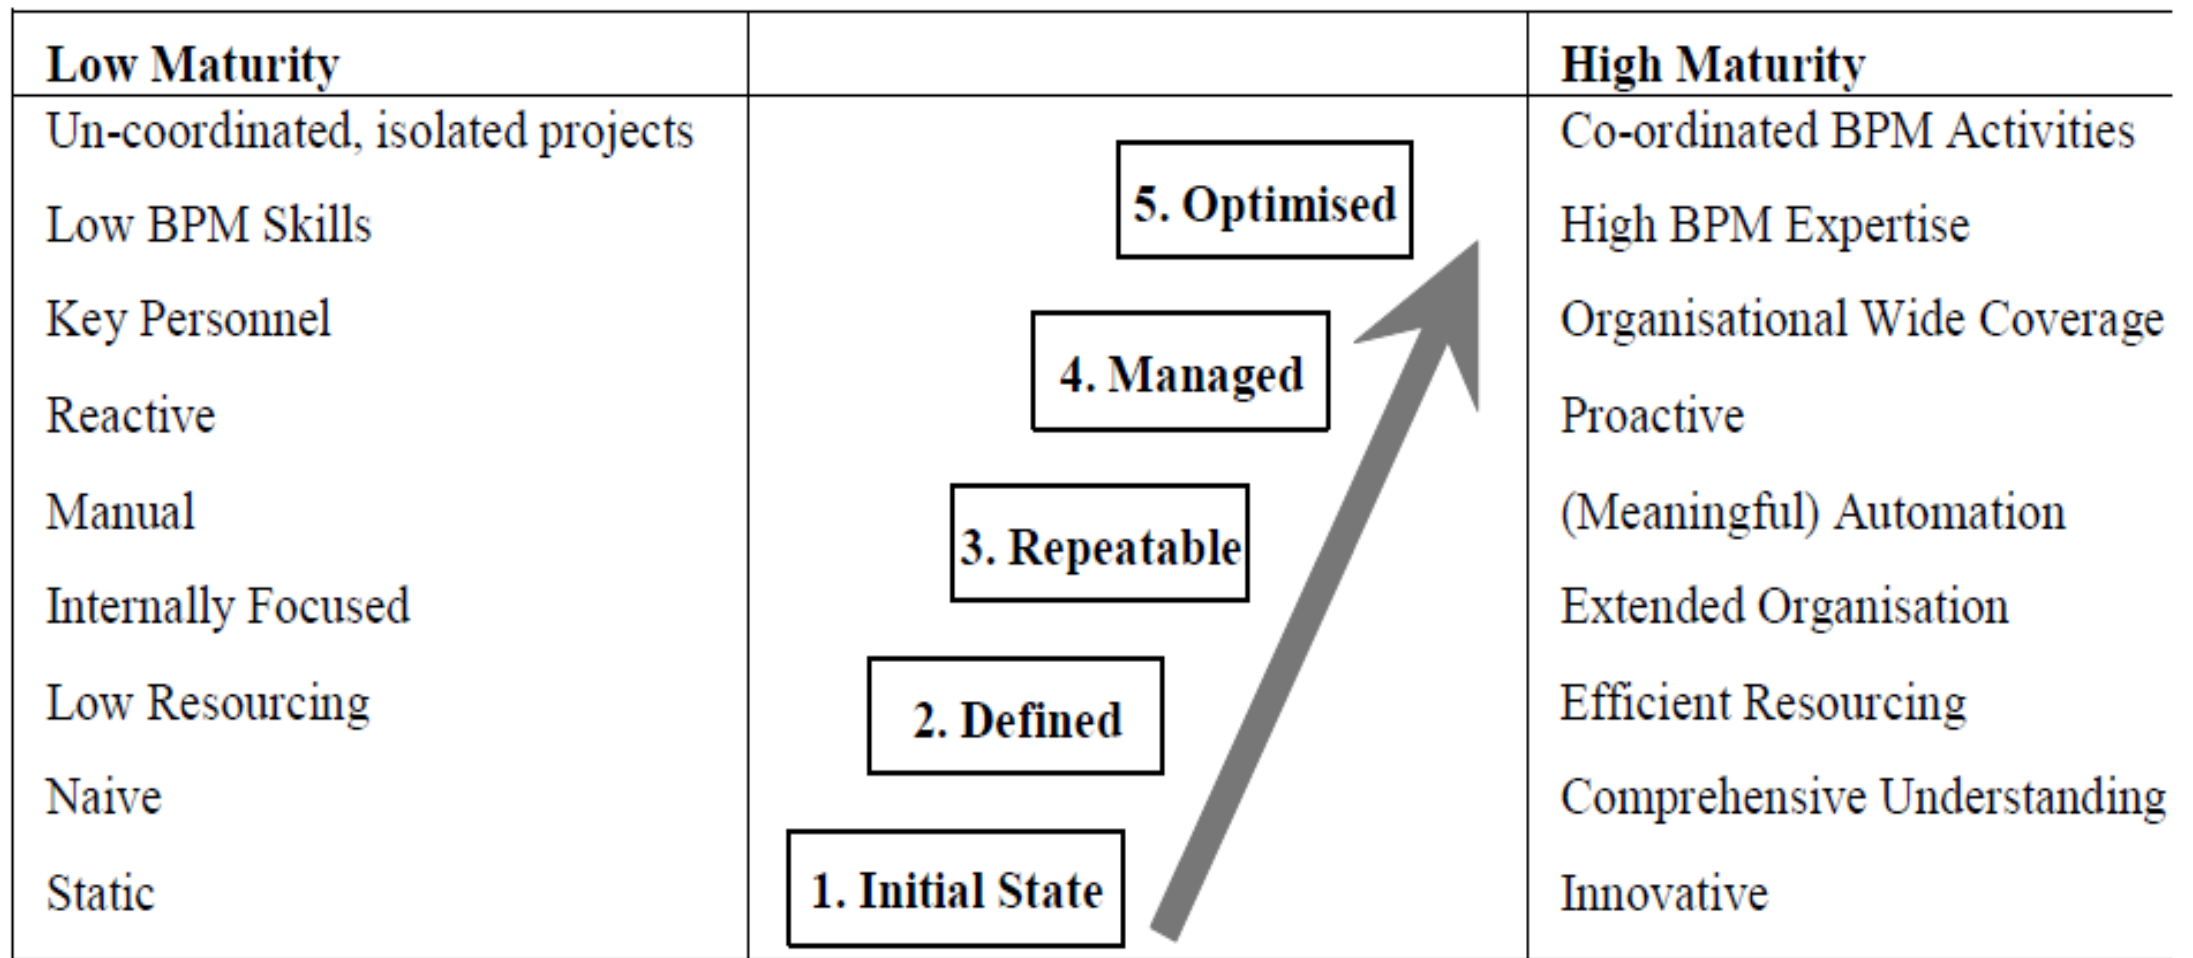 Low Maturity
High Maturity
Un-coordinated, isolated projects
Low BPM Skills
Key Personnel
Reactive
Manual
Internally Focused
Low Resourcing
Naive
Static
5. Optimised
4. Managed
3. Repeatable
2. Defined
1. Initial State
Co-ordinated BPM Activities
High BPM Expertise
Organisational Wide Coverage
Proactive
(Meaningful) Automation
Extended Organisation
Efficient Resourcing
Comprehensive Understanding
Innovative